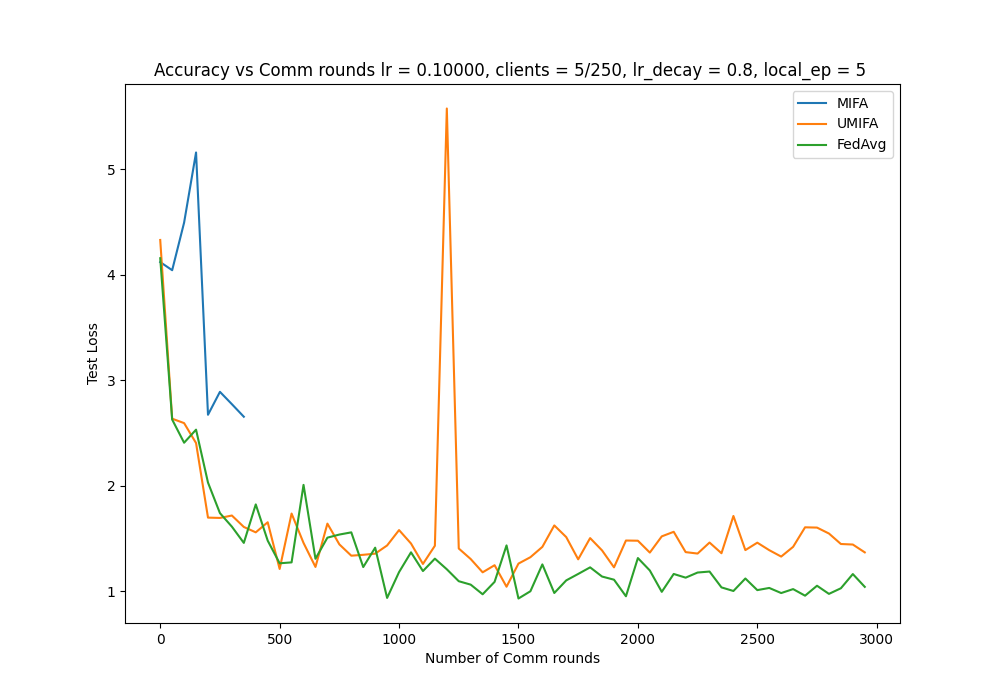 Accuracy vs Comm rounds lr = 0.10000, clients = 5/250, lr_decay = 0.8, local_ep = 5
MIFA
UMIFA
FedAvg
Test Loss
5
4
3
2
1
0 500 1000 1500 2000 2500 3000
Number of Comm rounds